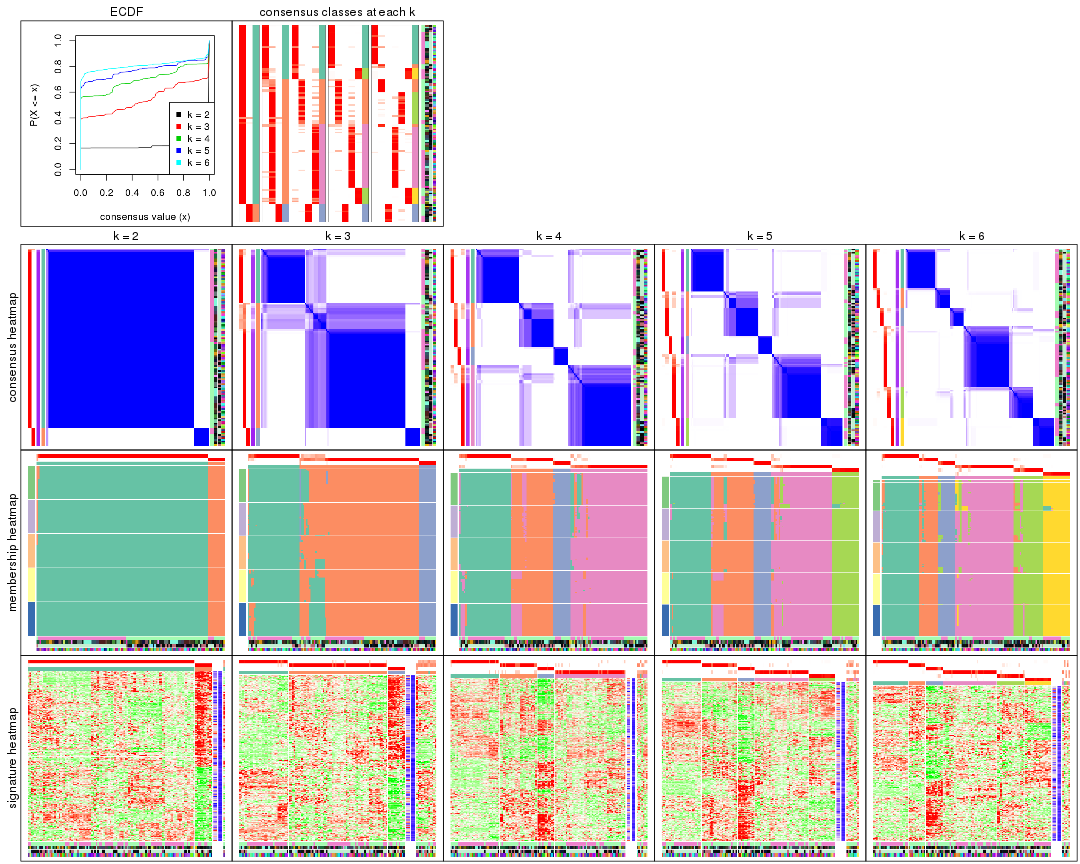 ECDF
consensus classes at each k
P(X <= x)
0.0
0.2
0.4
0.6
0.8
1.0
k = 2
k = 3
k = 4
k = 5
k = 6
0.0 0.2 0.4 0.6 0.8 1.0
consensus value (x)
k = 2
k = 3
k = 4
k = 5
k = 6
consensus heatmap
membership heatmap
signature heatmap